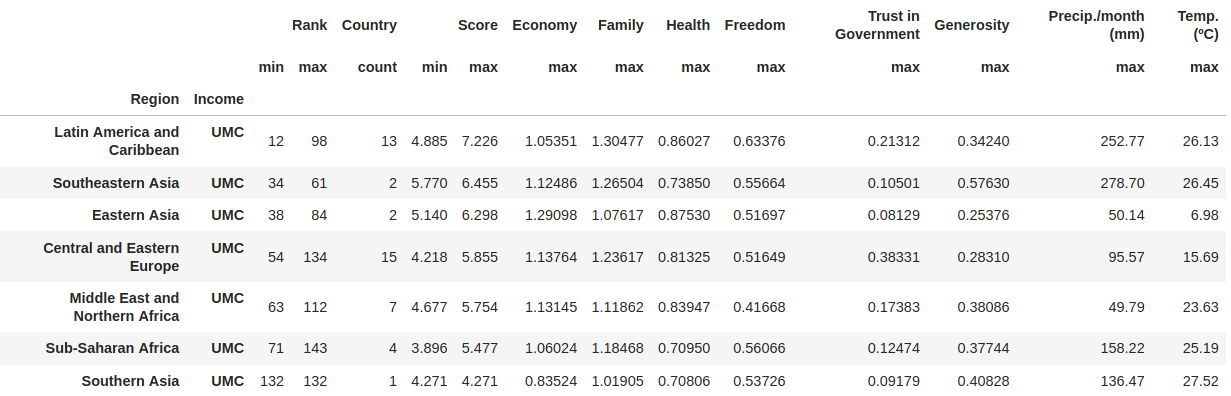 Rank Country Score Economy Family Health Freedom Trust in Government Generosity Precip./month (mm) Temp. (ºC)
min max count min max max max max max max max max max
Region Income
Latin America and Caribbean UMC 12 98 13 4.885 7.226 1.05351 1.30477 0.86027 0.63376 0.21312 0.34240 252.77 26.13
Southeastern Asia UMC 34 61 2 5.770 6.455 1.12486 1.26504 0.73850 0.55664 0.10501 0.57630 278.70 26.45
Eastern Asia UMC 38 84 2 5.140 6.298 1.29098 1.07617 0.87530 0.51697 0.08129 0.25376 50.14 6.98
Central and Eastern Europe UMC 54 134 15 4.218 5.855 1.13764 1.23617 0.81325 0.51649 0.38331 0.28310 95.57 15.69
Middle East and Northern Africa UMC 63 112 7 4.677 5.754 1.13145 1.11862 0.83947 0.41668 0.17383 0.38086 49.79 23.63
Sub-Saharan Africa UMC 71 143 4 3.896 5.477 1.06024 1.18468 0.70950 0.56066 0.12474 0.37744 158.22 25.19
Southern Asia UMC 132 132 1 4.271 4.271 0.83524 1.01905 0.70806 0.53726 0.09179 0.40828 136.47 27.52